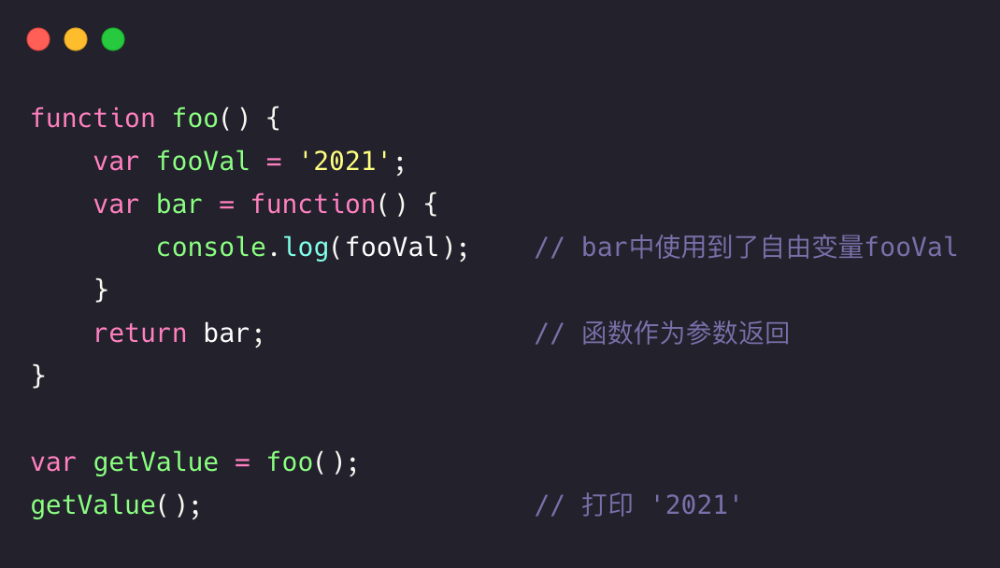 function foo() {
    var fooVal = '2021';
    var bar = function() {
        console.log(fooVal);    // bar中使用到了自由变量fooVal
    }
    return bar;                 // 函数作为参数返回
}
var getValue = foo();
getValue();                     // 打印 '2021'